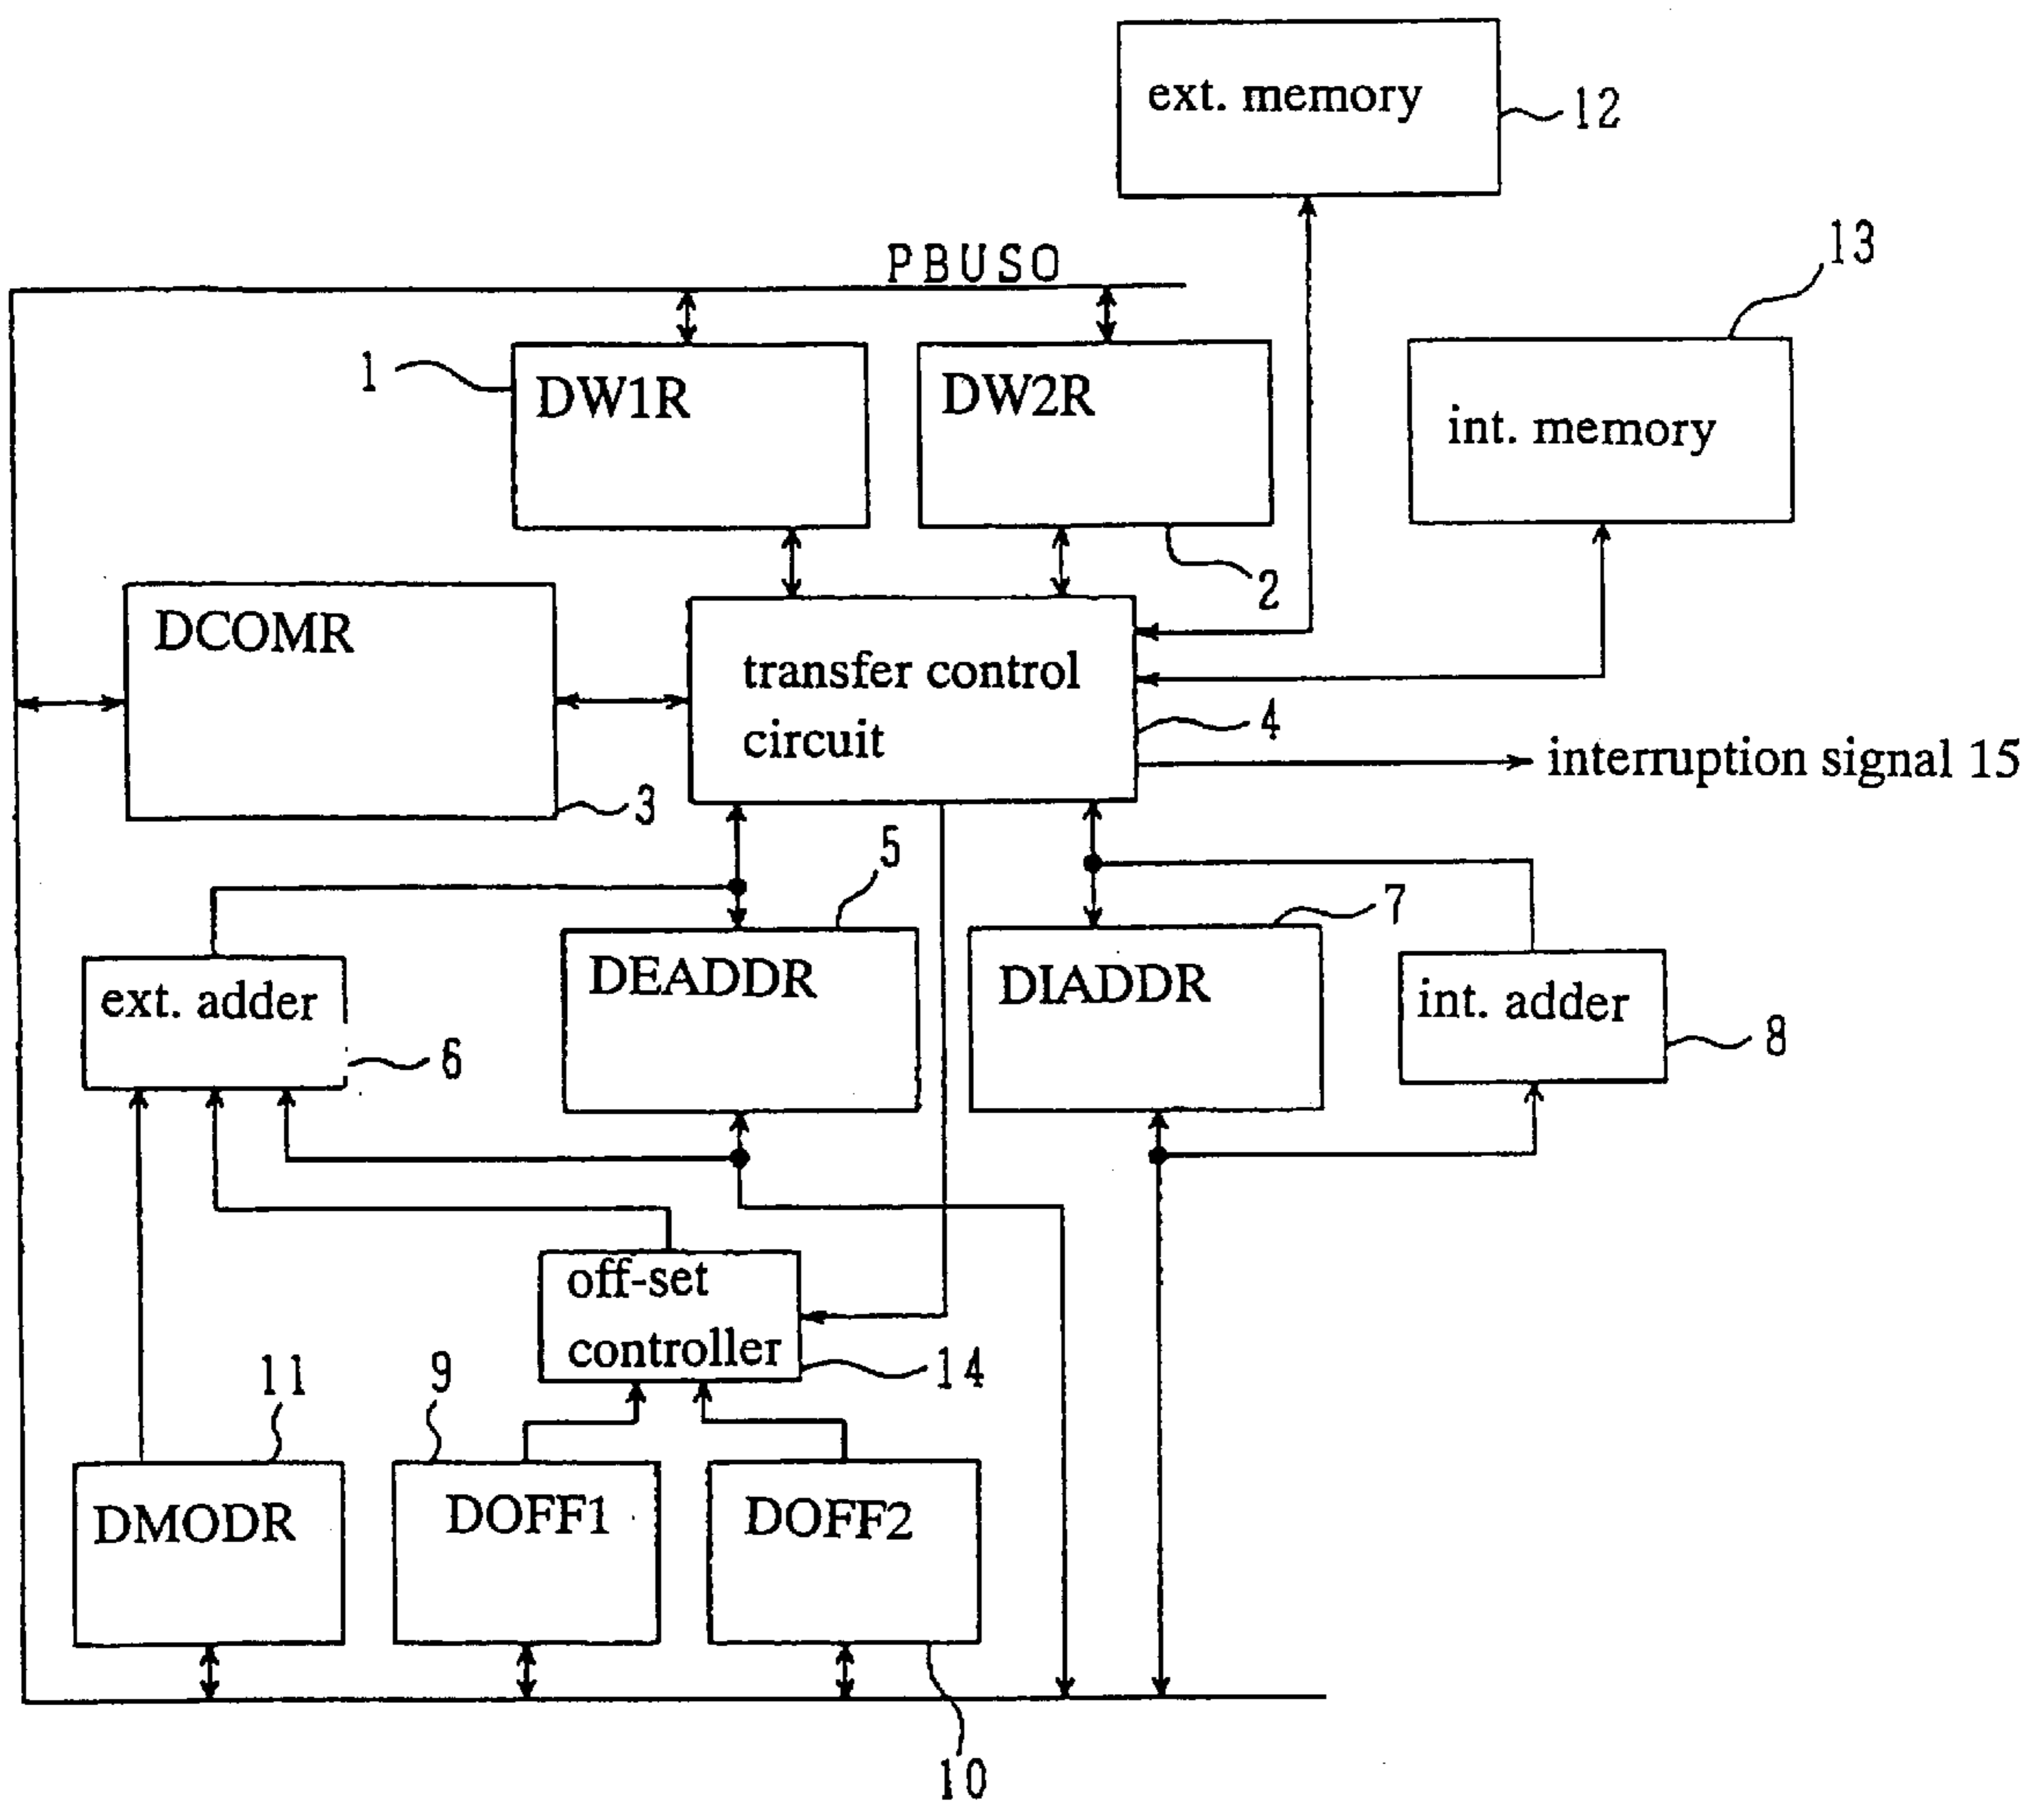 ext. memory
12
13
PBUSO
1
DW1R
DW2R
int. memory
2
DCOMR
transfer control
circuit
4
interruption signal 15
3
5
7
ext. adder
DEADDR
DIADDR
int. adder
6
8
off-set
controller
14
11
9
DMODR
DOFF1
DOFF2
10